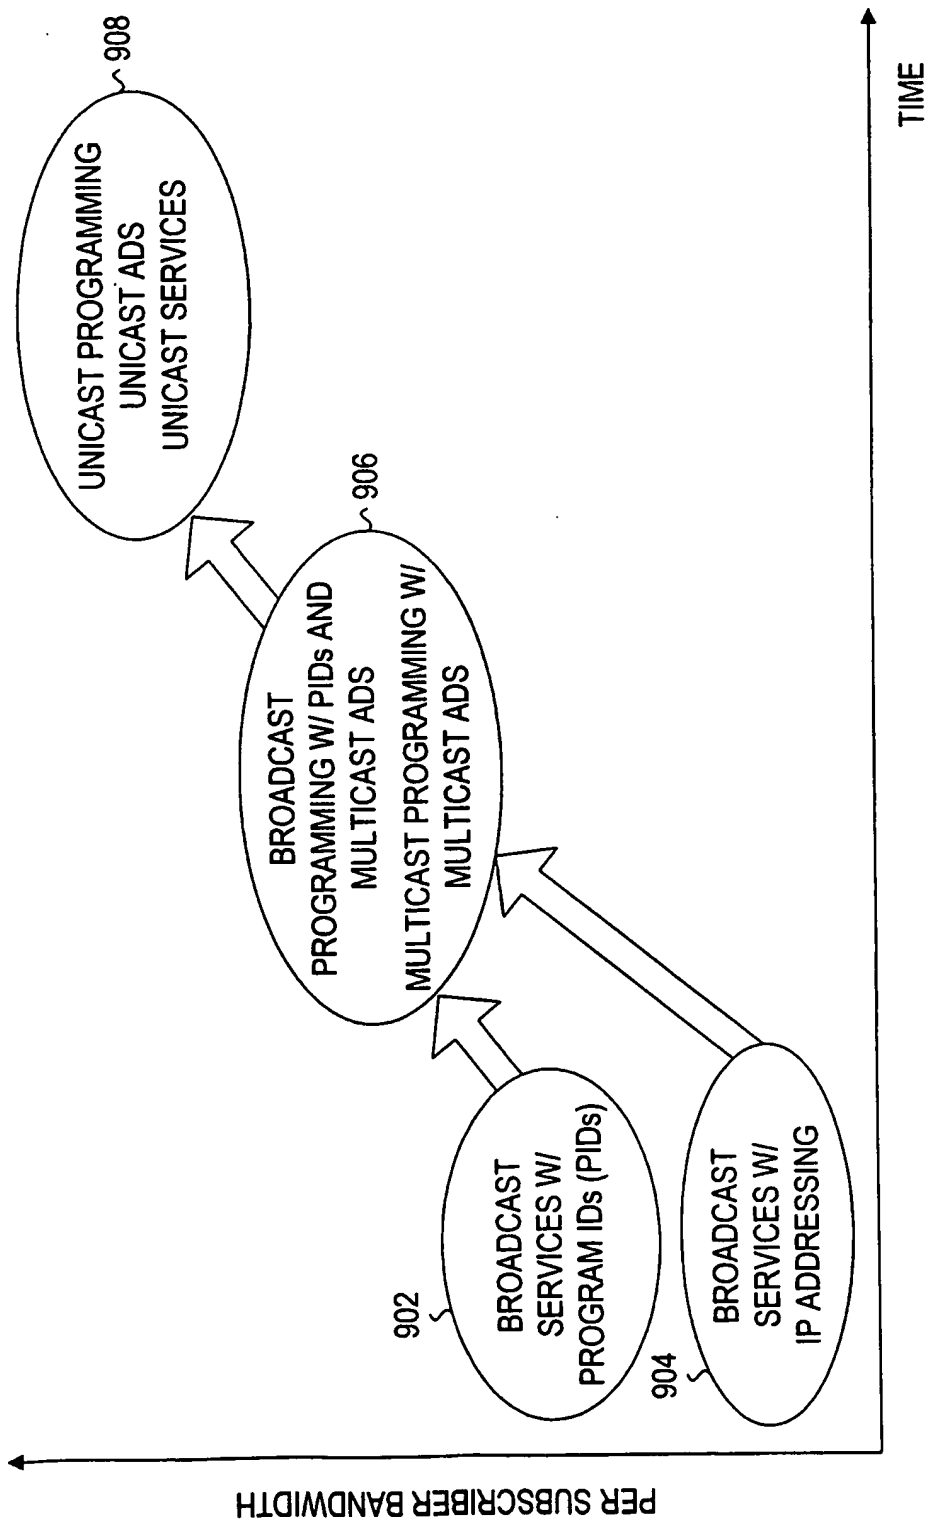 PER SUBSCRIBER BANDWIDTH
908
UNICAST PROGRAMMING
UNICAST ADS
UNICAST SERVICES
906
BROADCAST
PROGRAMMING W/ PIDs AND
MULTICAST ADS
MULTICAST PROGRAMMING W/
MULTICAST ADS
902
BROADCAST
SERVICES W/
PROGRAM IDs (PIDs)
904
BROADCAST
SERVICES W/
IP ADDRESSING
TIME